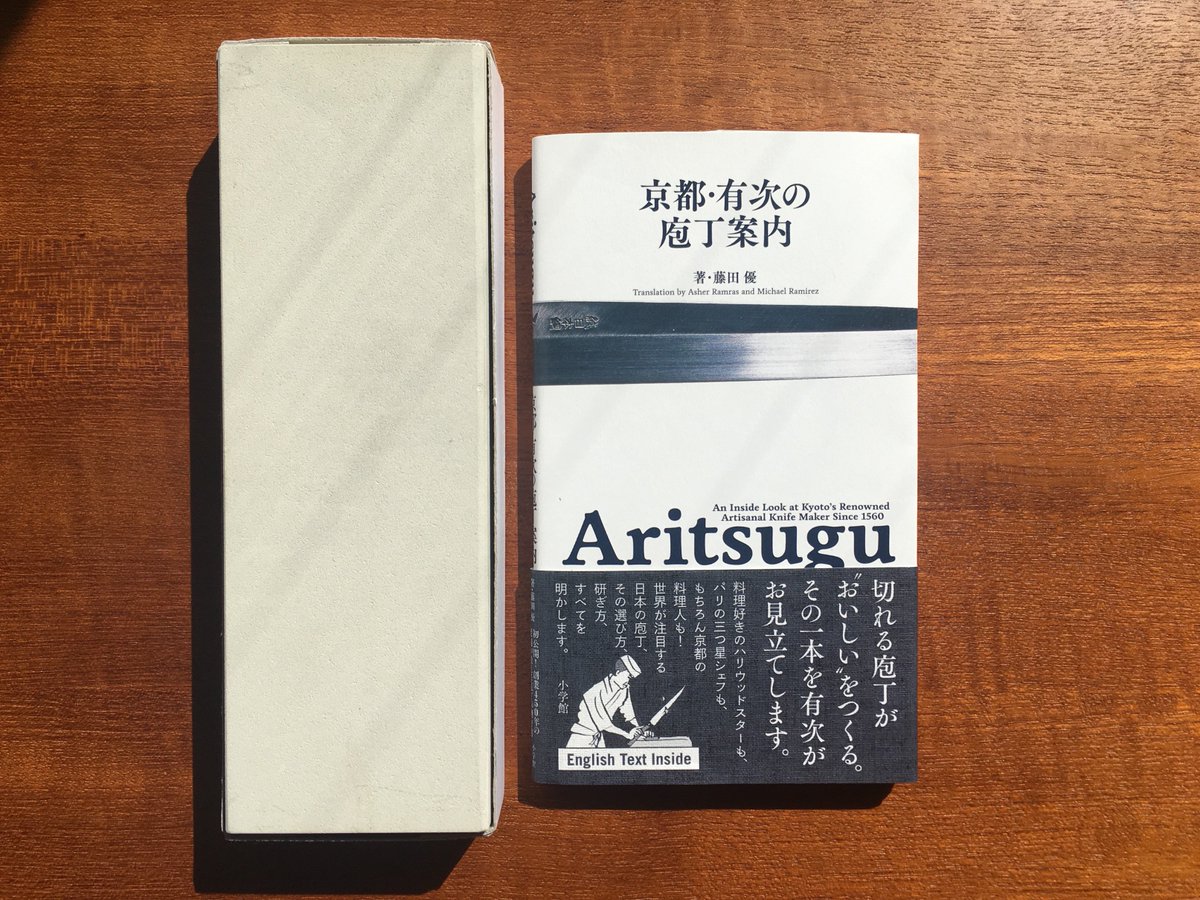 京都・有次の
庖丁案内
著・藤田 優
Translation by Asher Ramras and Michael Ramirez
An Inside Look at Kyoto's Renowned
Artisanal Knife Maker Since 1560
Aritsugu
切れる庖丁が
“おいしい”をつくる。
その一本を有次が
お見立てします。
料理好きのハリウッドスターも、
パリの三つ星シェフも、
もちろん京都の
料理人も!
世界が注目する
日本の庖丁、
その選び方、
研ぎ方、
すべてを
明かします。
小学館
English Text Inside